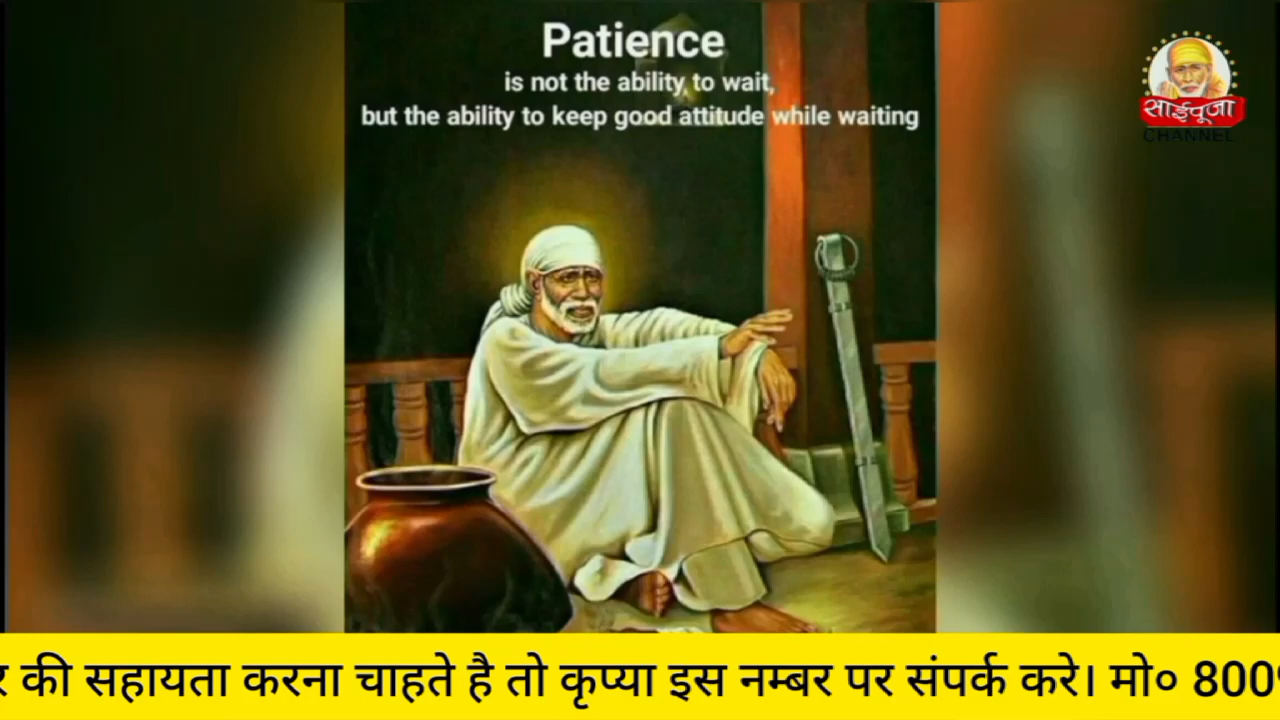 Patience
is not the ability to wait,
but the ability to keep good attitude while waiting
साईपूजा
CHANNEL
की सहायता करना चाहते है तो कृप्या इस नम्बर पर संपर्क करे। मो० 800